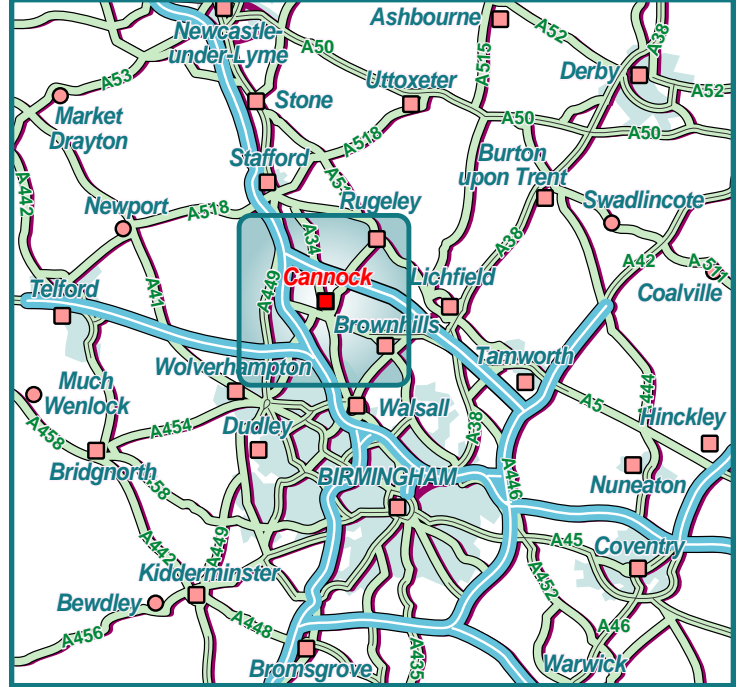 Newcastle-
under-Lyme
Ashbourne
A50
A515
A52
A38
Derby
A53
Uttoxeter
A52
Stone
Market
Drayton
A50
A50
A518
Stafford
Burton
upon Trent
A442
Rugeley
Swadlincote
Newport
A518
A34
A38
A42
A511
Cannock
Lichfield
Coalville
Telford
A41
A449
Brownhills
Tamworth
Wolverhampton
Much
Wenlock
A444
A5
Walsall
Hinckley
A454
A458
Dudley
A38
Bridgnorth
BIRMINGHAM
A446
Nuneaton
A442
A449
A45
Coventry
Kidderminster
A452
Bewdley
A448
A46
A456
A435
Bromsgrove
Warwick